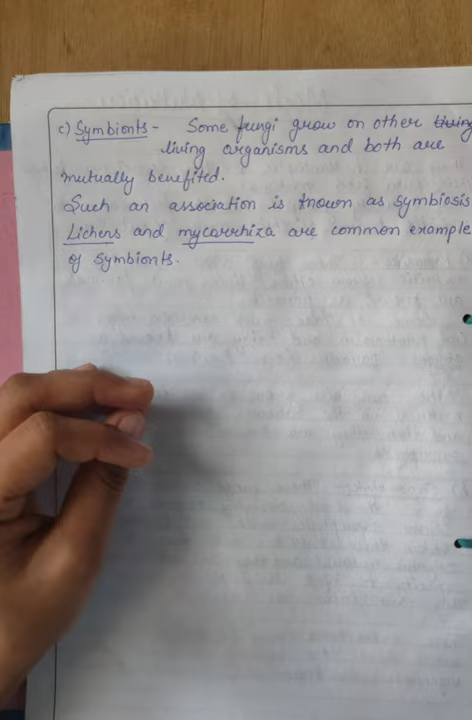 c) Symbionts - Some fungi grow on other living
living organisms and both are
mutually benefited.
Such an association is known as symbiosis
Lichens and mycorrhiza are common example
of symbionts.